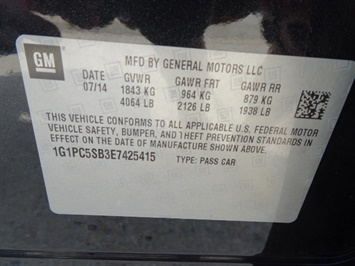 GM
MFD BY GENERAL MOTORS LLC
DATE GVWR GAWR FRT GAWR RR
07/14 1843 KG 964 KG 879 KG
4064 LB 2126 LB 1938 LB
THIS VEHICLE CONFORMS TO ALL APPLICABLE U.S. FEDERAL MOTOR
VEHICLE SAFETY, BUMPER, AND THEFT PREVENTION STANDARDS IN
EFFECT ON THE DATE OF MANUFACTURE SHOWN ABOVE.
1G1PC5SB3E7425415 TYPE: PASS CAR